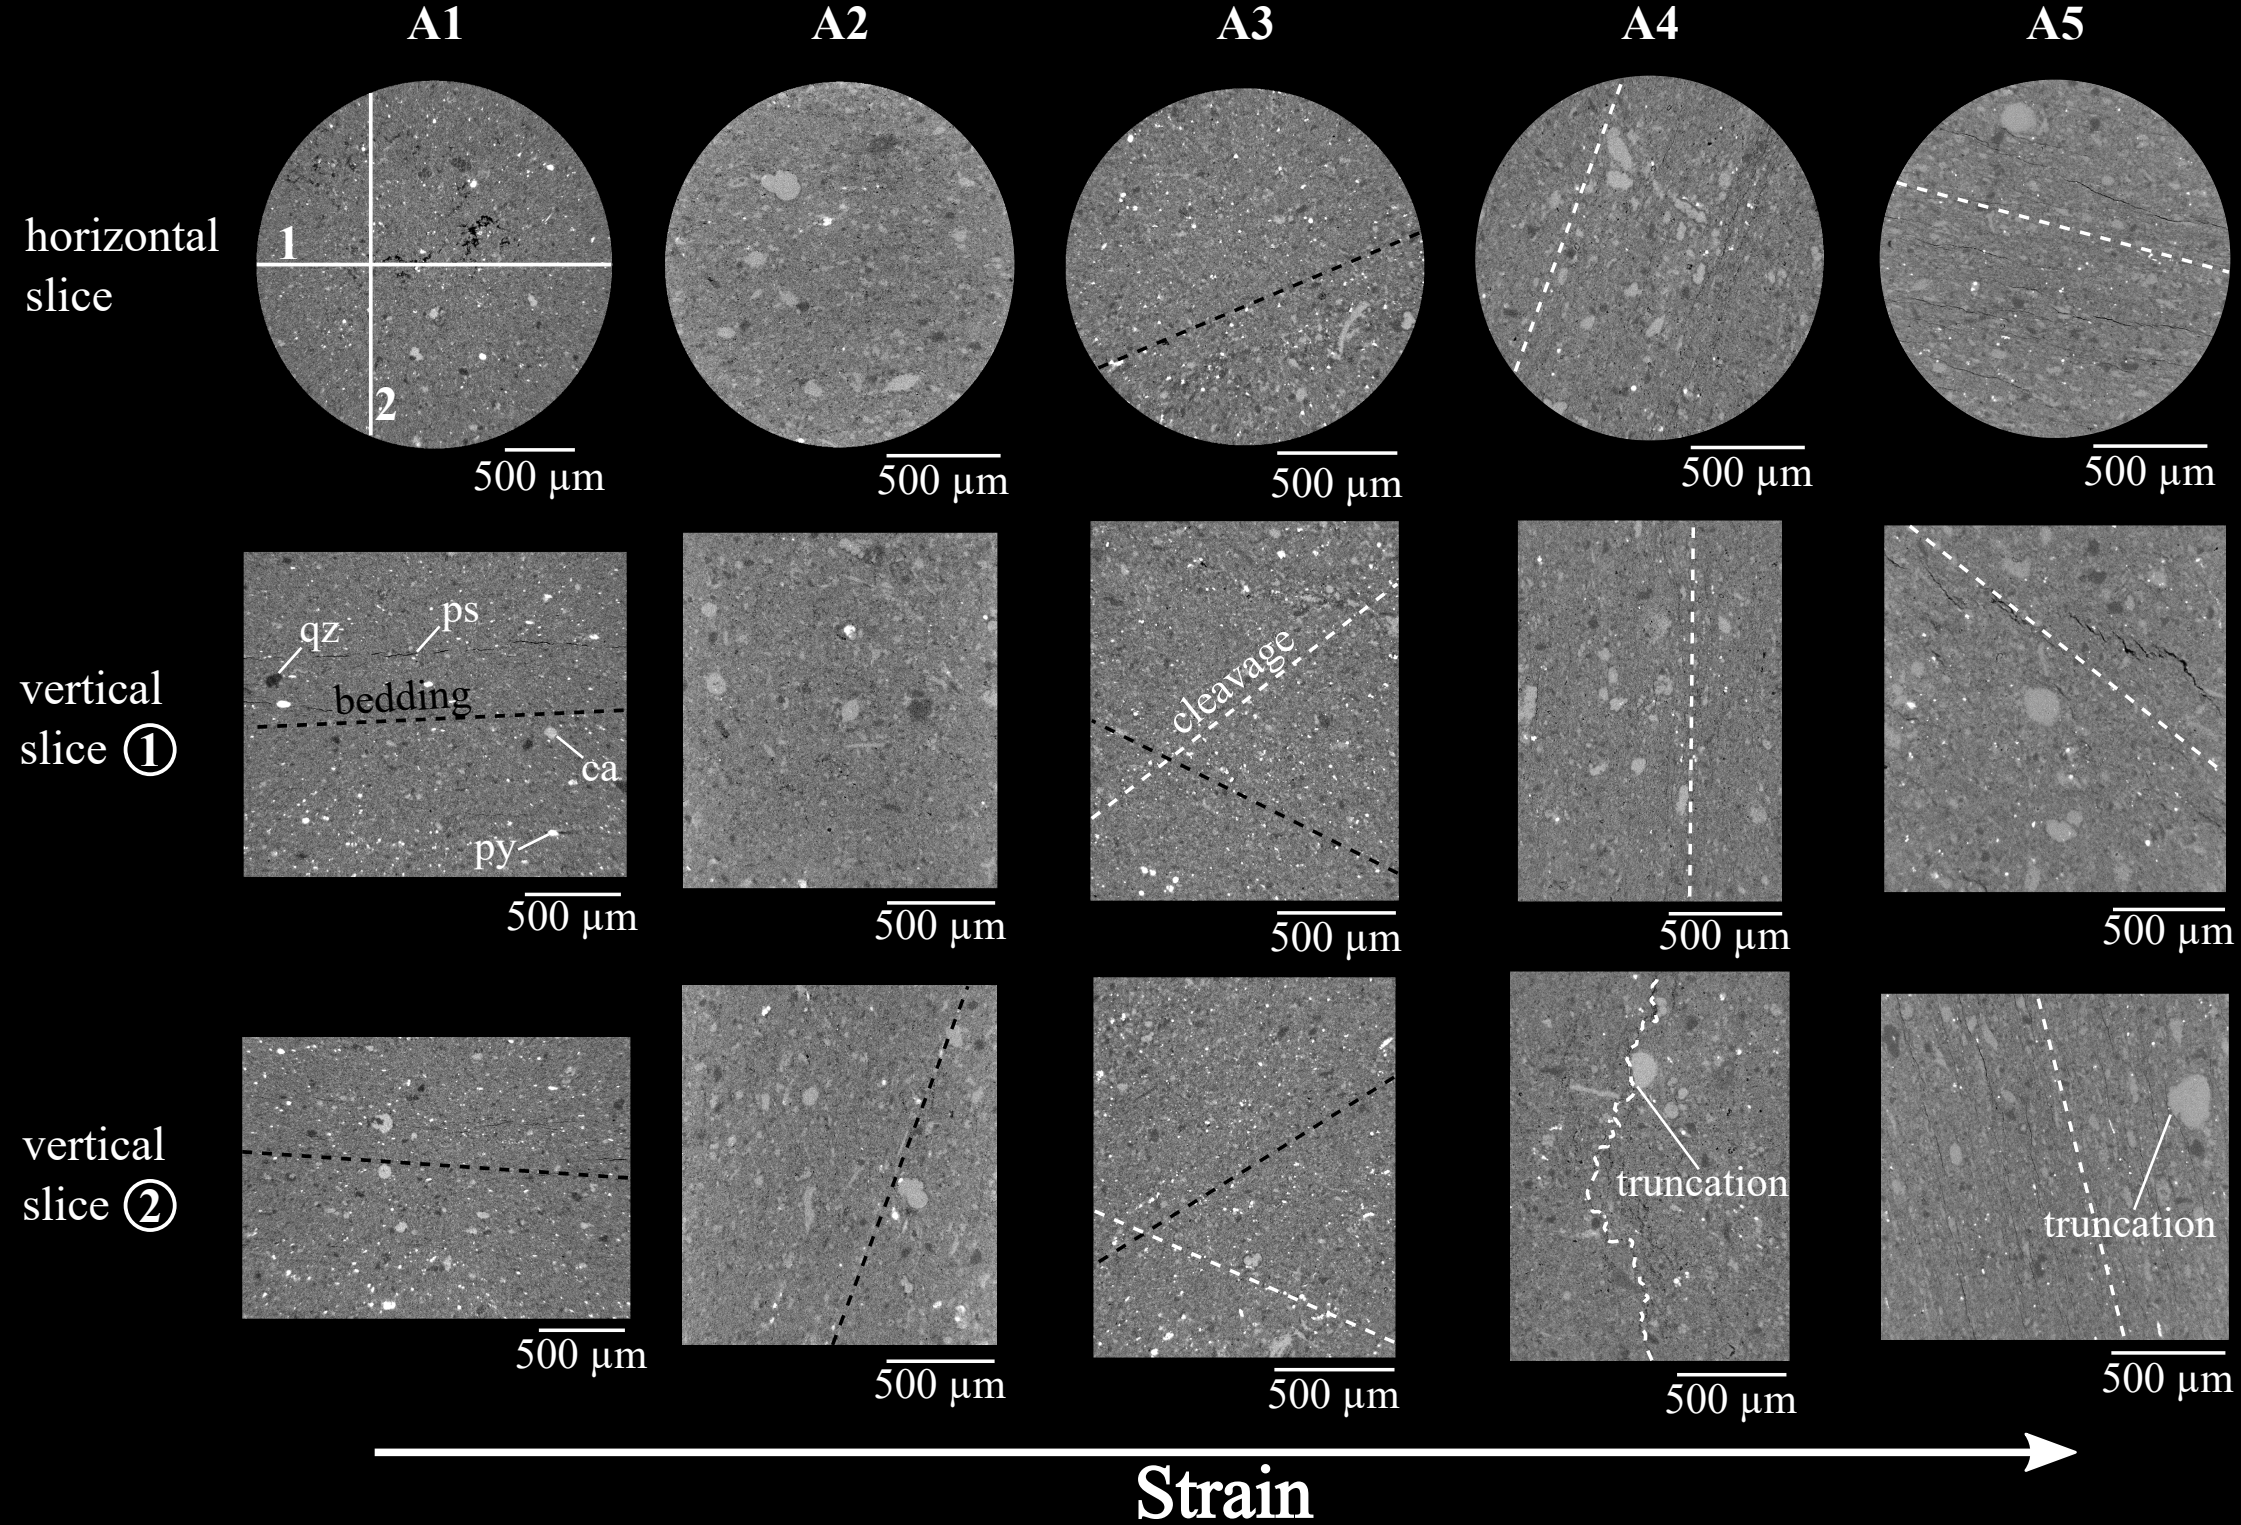 A1 A2 A3 A4 A5
horizontal
slice
1
2
500 µm 500 µm 500 µm 500 µm 500 µm
vertical
slice 1
qz
ps
bedding
ca
py
cleavage
500 µm 500 µm 500 µm 500 µm 500 µm
vertical
slice 2
truncation
truncation
500 µm 500 µm 500 µm 500 µm 500 µm
Strain